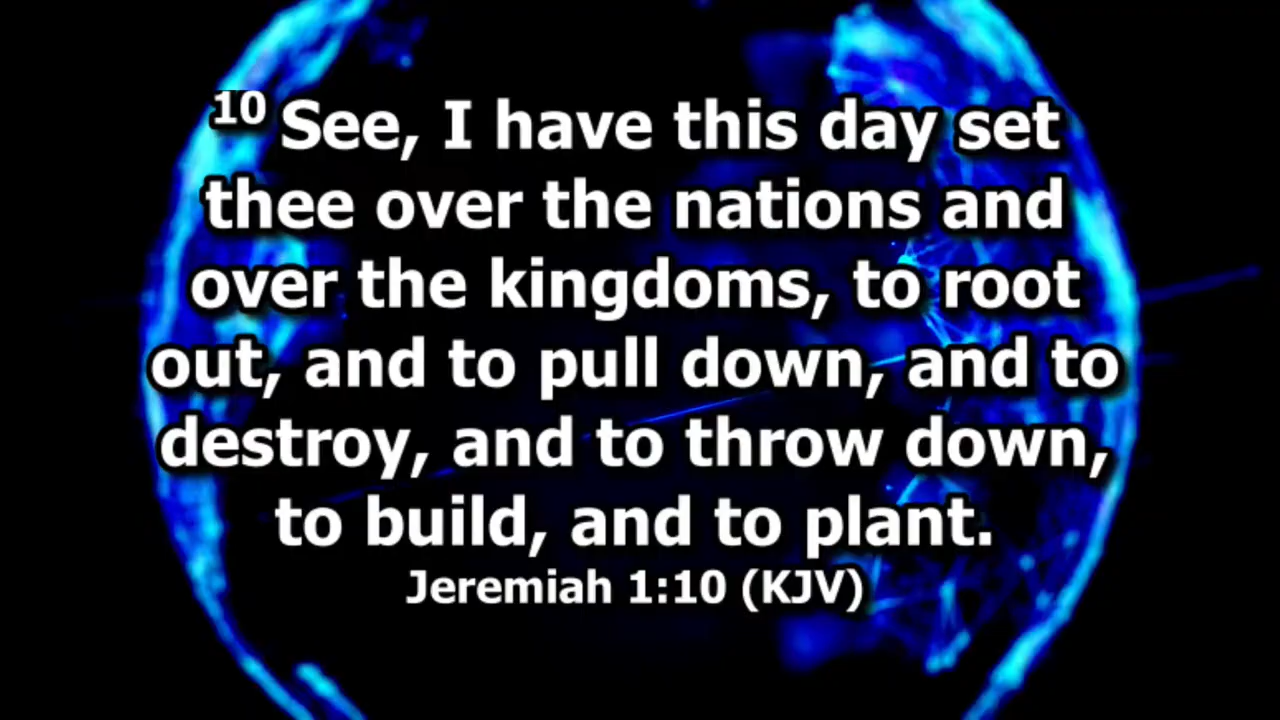 10 See, I have this day set
thee over the nations and
over the kingdoms, to root
out, and to pull down, and to
destroy, and to throw down,
to build, and to plant.
Jeremiah 1:10 (KJV)